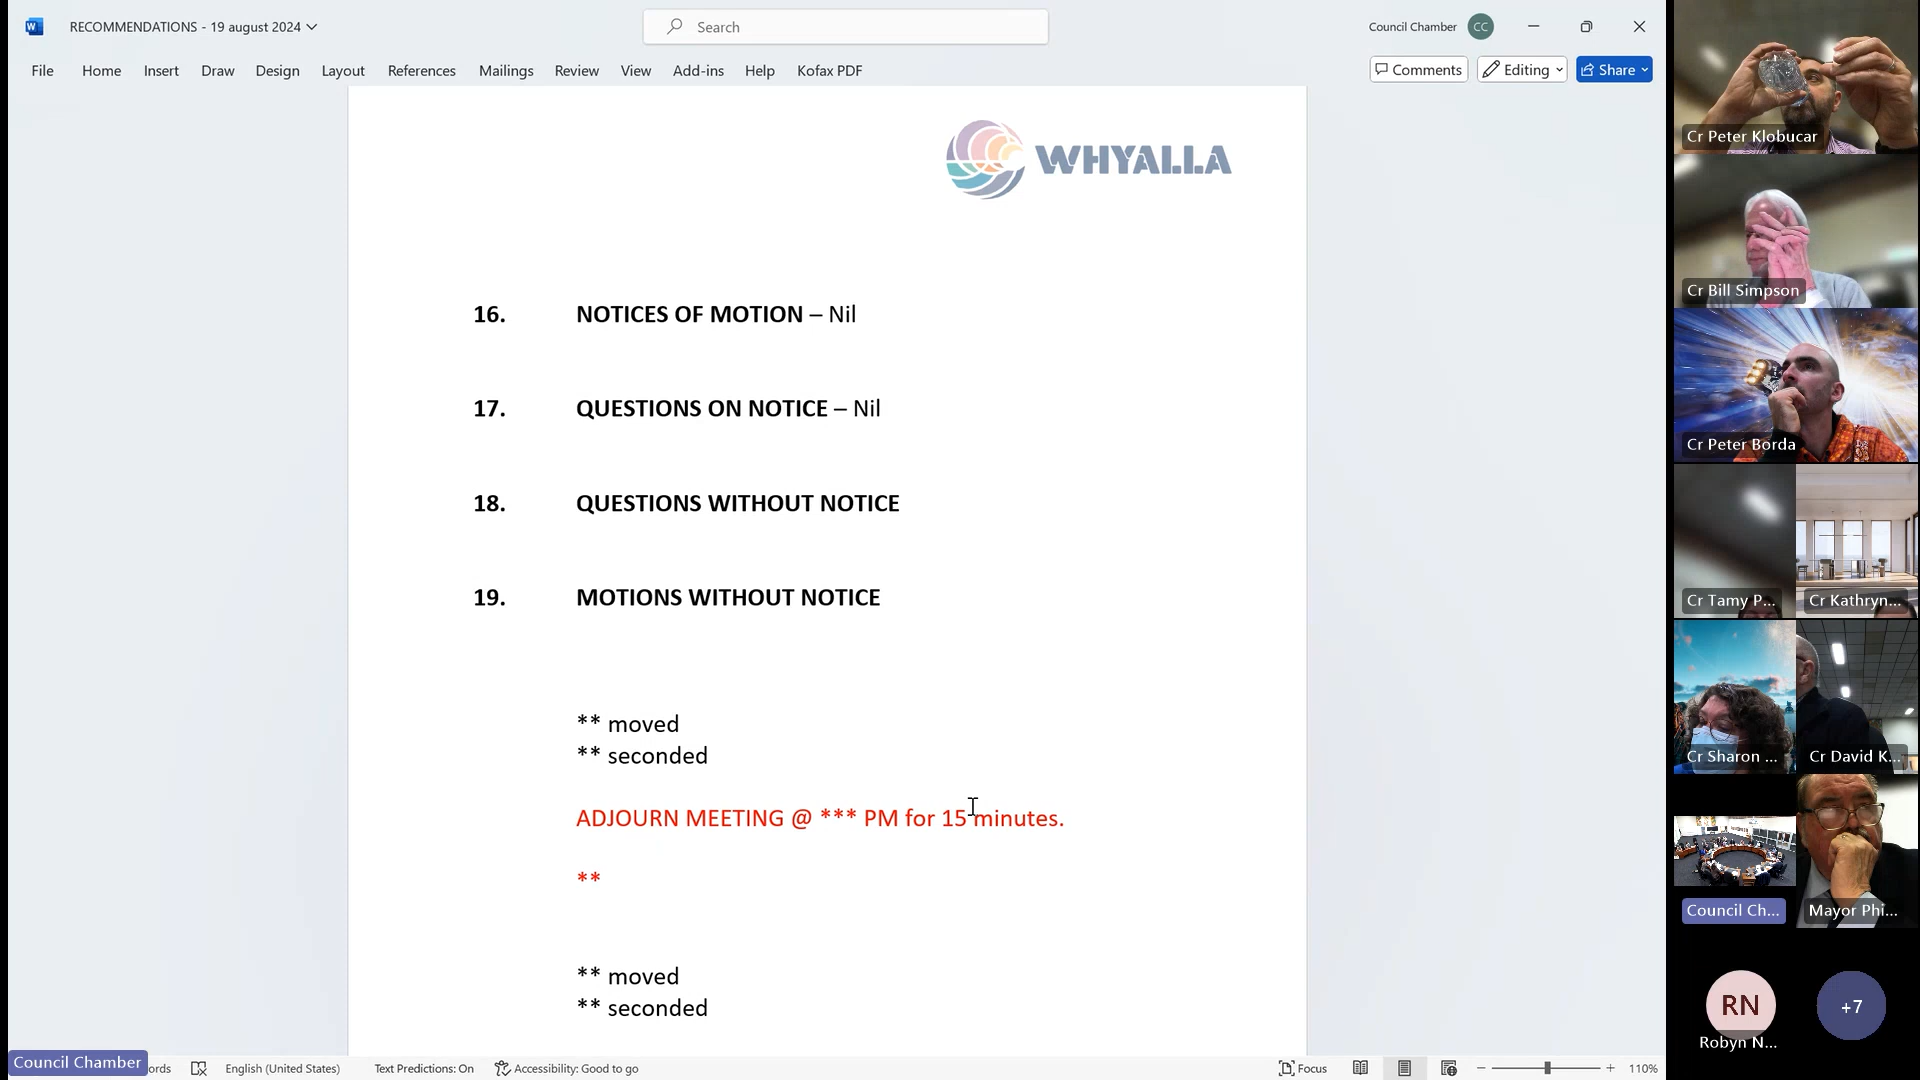 RECOMMENDATIONS - 19 august 2024
Search
Council Chamber
CC
File
Home
Insert
Draw
Design
Layout
References
Mailings
Review
View
Add-ins
Help
Kofax PDF
Comments
Editing
Share
WHYALLA
16. NOTICES OF MOTION – Nil
17. QUESTIONS ON NOTICE – Nil
18. QUESTIONS WITHOUT NOTICE
19. MOTIONS WITHOUT NOTICE
** moved
** seconded
ADJOURN MEETING @ *** PM for 15 minutes.
**
** moved
** seconded
Council Chamber
ords
English (United States)
Text Predictions: On
Accessibility: Good to go
Focus
110%
Cr Peter Klobucar
Cr Bill Simpson
Cr Peter Borda
Cr Tamy P...
Cr Kathryn...
Cr Sharon ...
Cr David K...
Council Ch...
Mayor Phi...
RN
+7
Robyn N...